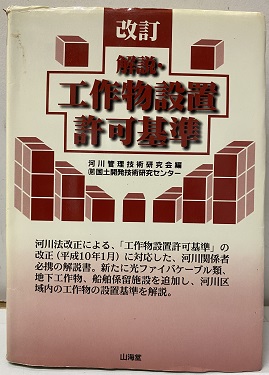 改訂
解説・
工作物設置
許可基準
河川管理技術研究会編
㈶国土開発技術研究センター
河川法改正による、「工作物設置許可基準」の
改正（平成10年1月）に対応した、河川関係者
必携の解説書。新たに光ファイバケーブル類、
地下工作物、船舶係留施設を追加し、河川区
域内の工作物の設置基準を解説。
山海堂